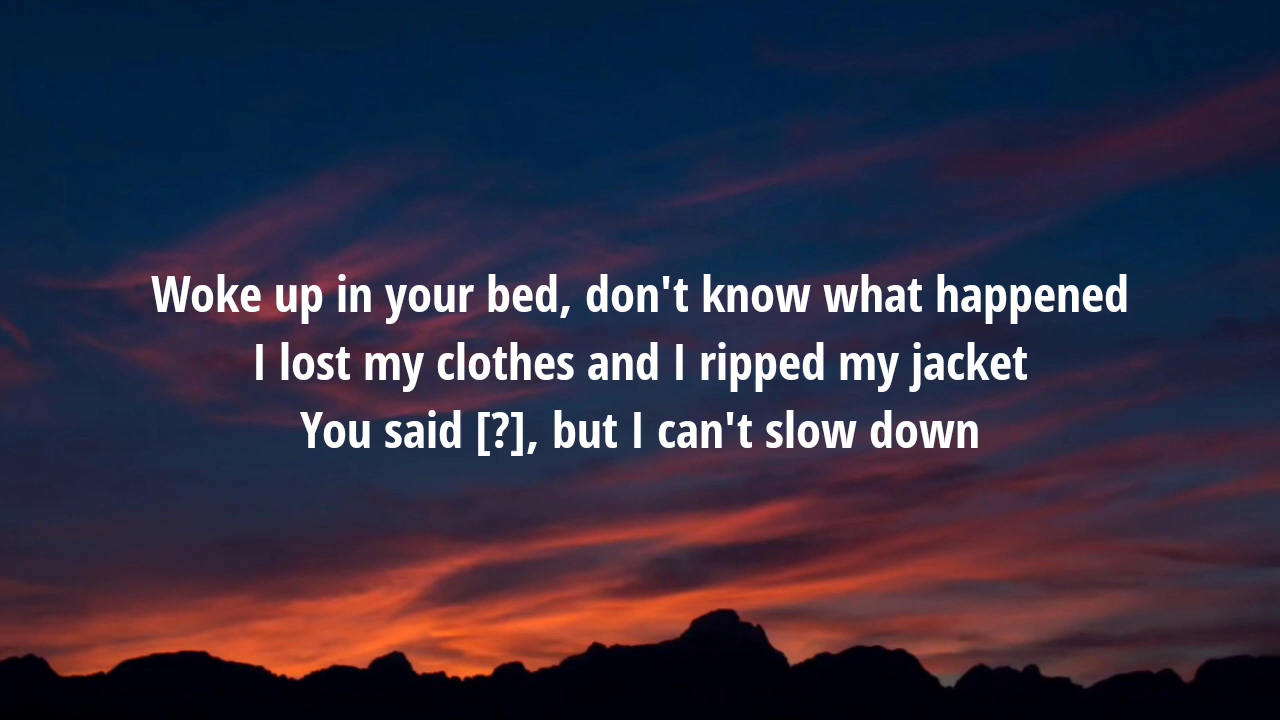 Woke up in your bed, don't know what happened
I lost my clothes and I ripped my jacket
You said [?], but I can't slow down